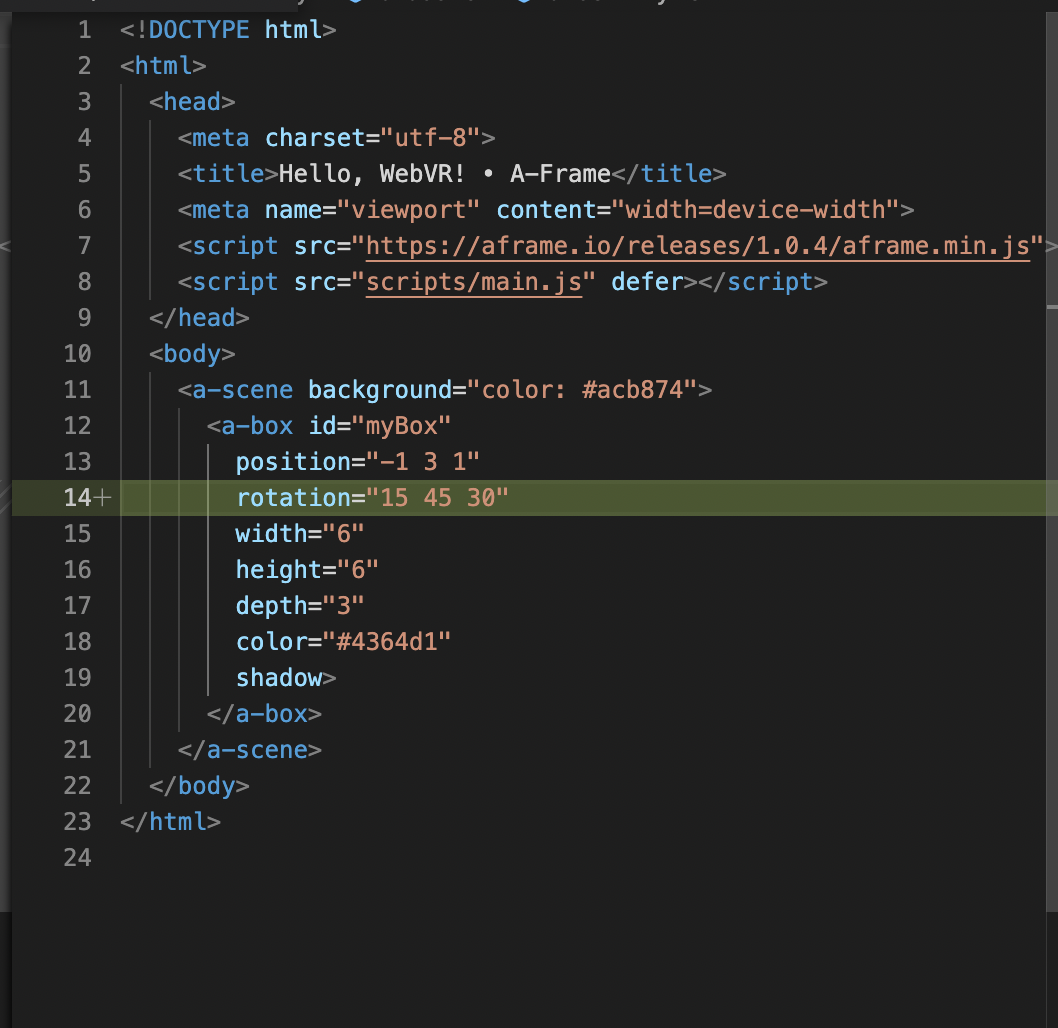 1 <!DOCTYPE html>
2 <html>
3   <head>
4     <meta charset="utf-8">
5     <title>Hello, WebVR! • A-Frame</title>
6     <meta name="viewport" content="width=device-width">
7     <script src="https://aframe.io/releases/1.0.4/aframe.min.js">
8     <script src="scripts/main.js" defer></script>
9   </head>
10   <body>
11     <a-scene background="color: #acb874">
12       <a-box id="myBox"
13         position="-1 3 1"
14+         rotation="15 45 30"
15         width="6"
16         height="6"
17         depth="3"
18         color="#4364d1"
19         shadow>
20       </a-box>
21     </a-scene>
22   </body>
23 </html>
24